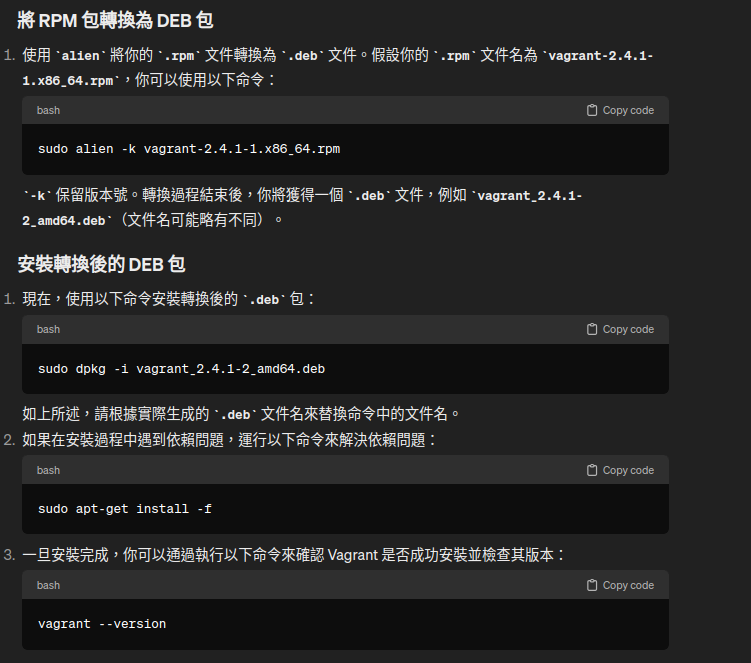 將 RPM 包轉換為 DEB 包
1. 使用 `alien` 將你的 `.rpm` 文件轉換為 `.deb` 文件。假設你的 `.rpm` 文件名為 `vagrant-2.4.1-
1.x86_64.rpm`，你可以使用以下命令：
bash Copy code
sudo alien -k vagrant-2.4.1-1.x86_64.rpm
`-k` 保留版本號。轉換過程結束後，你將獲得一個 `.deb` 文件，例如 `vagrant_2.4.1-
2_amd64.deb`（文件名可能略有不同）。
安裝轉換後的 DEB 包
1. 現在，使用以下命令安裝轉換後的 `.deb` 包：
bash Copy code
sudo dpkg -i vagrant_2.4.1-2_amd64.deb
如上所述，請根據實際生成的 `.deb` 文件名來替換命令中的文件名。
2. 如果在安裝過程中遇到依賴問題，運行以下命令來解決依賴問題：
bash Copy code
sudo apt-get install -f
3. 一旦安裝完成，你可以通過執行以下命令來確認 Vagrant 是否成功安裝並檢查其版本：
bash Copy code
vagrant --version